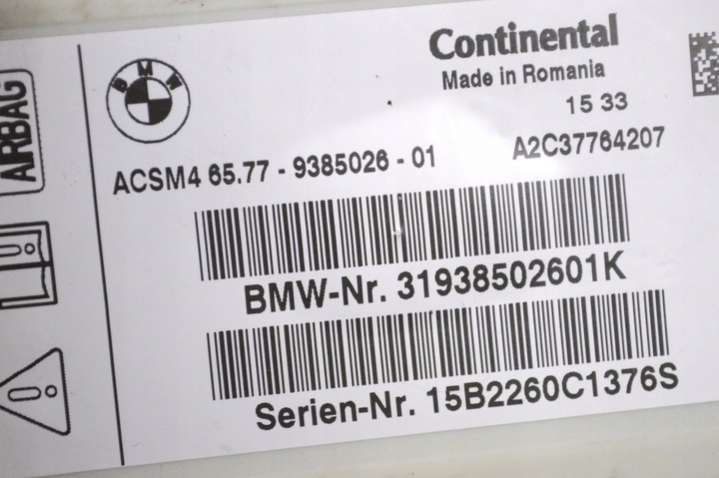 AIRBAG
BMW
Continental
Made in Romania
15 33
ACSM4 65.77 - 9385026 - 01
A2C37764207
BMW-Nr. 31938502601K
Serien-Nr. 15B2260C1376S